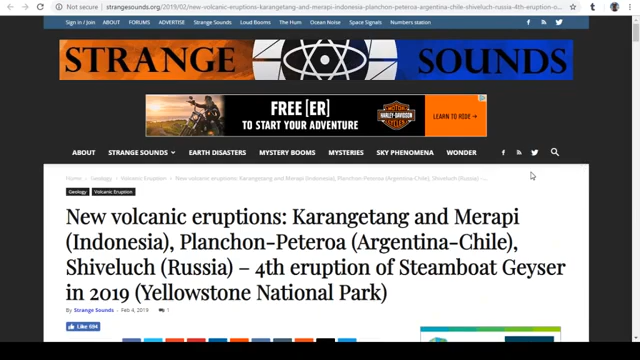 Not secure | strangesounds.org/2019/02/new-volcanic-eruptions-karangetang-and-merapi-indonesia-planchon-peteroa-argentina-chile-shiveluch-russia-4th-eruption-o...
Sign in / Join ABOUT FORUMS ADVERTISE Strange Sounds Loud Booms The Hum Ocean Noise Space Signals Numbers station
STRANGE SOUNDS
FREE[ER]
TO START YOUR ADVENTURE
MOTOR
HARLEY-DAVIDSON
CYCLES
LEARN TO RIDE
ABOUT STRANGE SOUNDS EARTH DISASTERS MYSTERY BOOMS MYSTERIES SKY PHENOMENA WONDER
Home Geology Volcanic Eruption New volcanic eruptions: Karangetang and Merapi (Indonesia), Planchon-Peteroa (Argentina-Chile), Shiveluch (Russia) –...
Geology Volcanic Eruption
New volcanic eruptions: Karangetang and Merapi
(Indonesia), Planchon-Peteroa (Argentina-Chile),
Shiveluch (Russia) – 4th eruption of Steamboat Geyser
in 2019 (Yellowstone National Park)
By Strange Sounds - Feb 4, 2019 1
Like 694